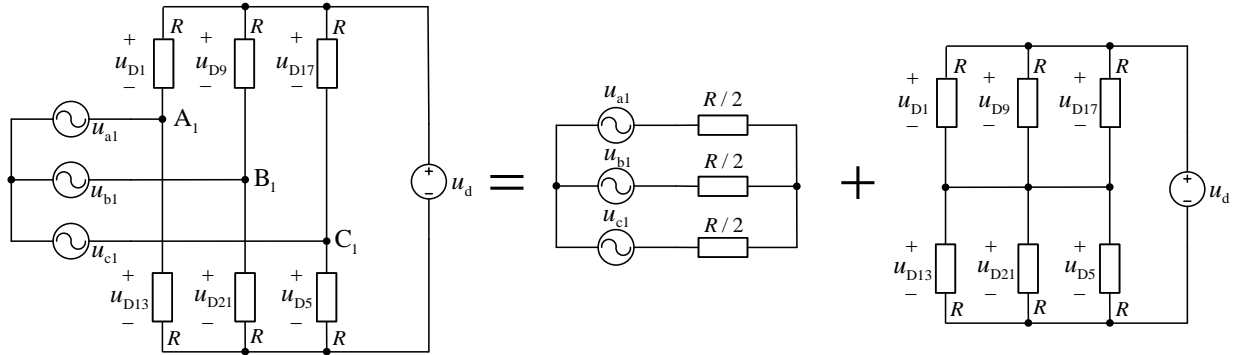 R R R
+ + +
u_D1 u_D9 u_D17
− − −
u_a1 A_1
u_b1 B_1
u_c1 C_1
+ + +
u_D13 u_D21 u_D5
− − −
R R R
+
−
u_d
=
u_a1 R / 2
u_b1 R / 2
u_c1 R / 2
+
R R R
+ + +
u_D1 u_D9 u_D17
− − −
+ + +
u_D13 u_D21 u_D5
− − −
R R R
+
−
u_d